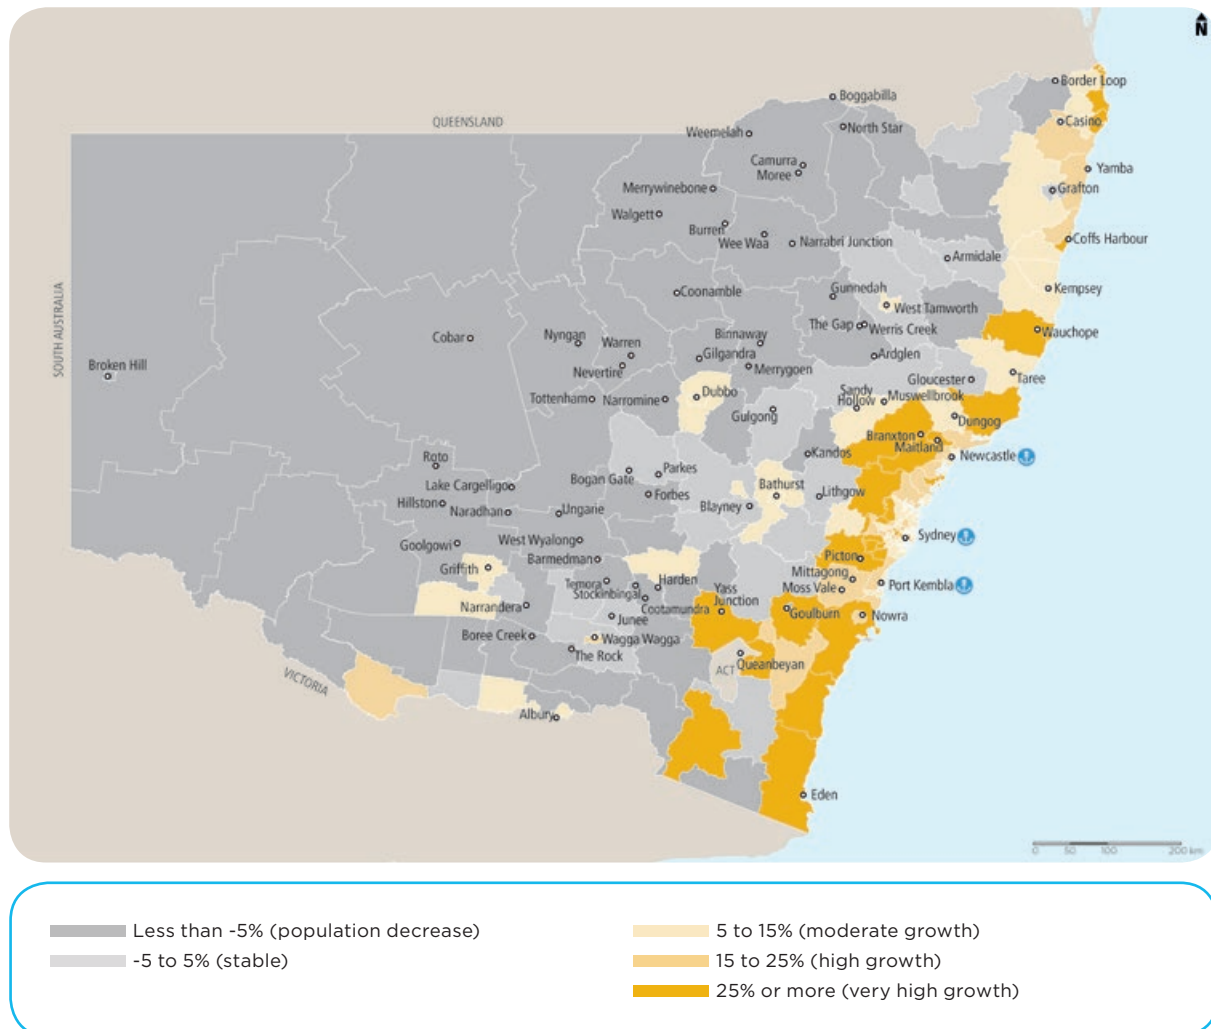 N
Border Loop
Boggabilla
QUEENSLAND
Casino
North Star
Weemelah
Camurra
Moree
Yamba
Merrywinebone
Grafton
Walgett
Burren
Wee Waa
Narrabri Junction
Coffs Harbour
Armidale
SOUTH AUSTRALIA
Coonamble
Gunnedah
Kempsey
West Tamworth
The Gap
Werris Creek
Wauchope
Cobar
Nyngan
Warren
Binnaway
Gilgandra
Ardglen
Broken Hill
Nevertire
Merrygoen
Gloucester
Taree
Tottenham
Narromine
Dubbo
Sandy
Hollow
Muswellbrook
Gulgong
Dungog
Branxton
Maitland
Kandos
Newcastle
Roto
Parkes
Bogan Gate
Lake Cargelligo
Bathurst
Lithgow
Forbes
Hillston
Naradhan
Ungarie
Blayney
Sydney
West Wyalong
Goolgowi
Barmedman
Picton
Griffith
Mittagong
Temora
Harden
Port Kembla
Stockinbingal
Yass
Junction
Moss Vale
Narrandera
Cootamundra
Goulburn
Nowra
Junee
Boree Creek
Wagga Wagga
The Rock
ACT
Queanbeyan
VICTORIA
Albury
Eden
0 50 100 200 km
Less than -5% (population decrease)
-5 to 5% (stable)
5 to 15% (moderate growth)
15 to 25% (high growth)
25% or more (very high growth)